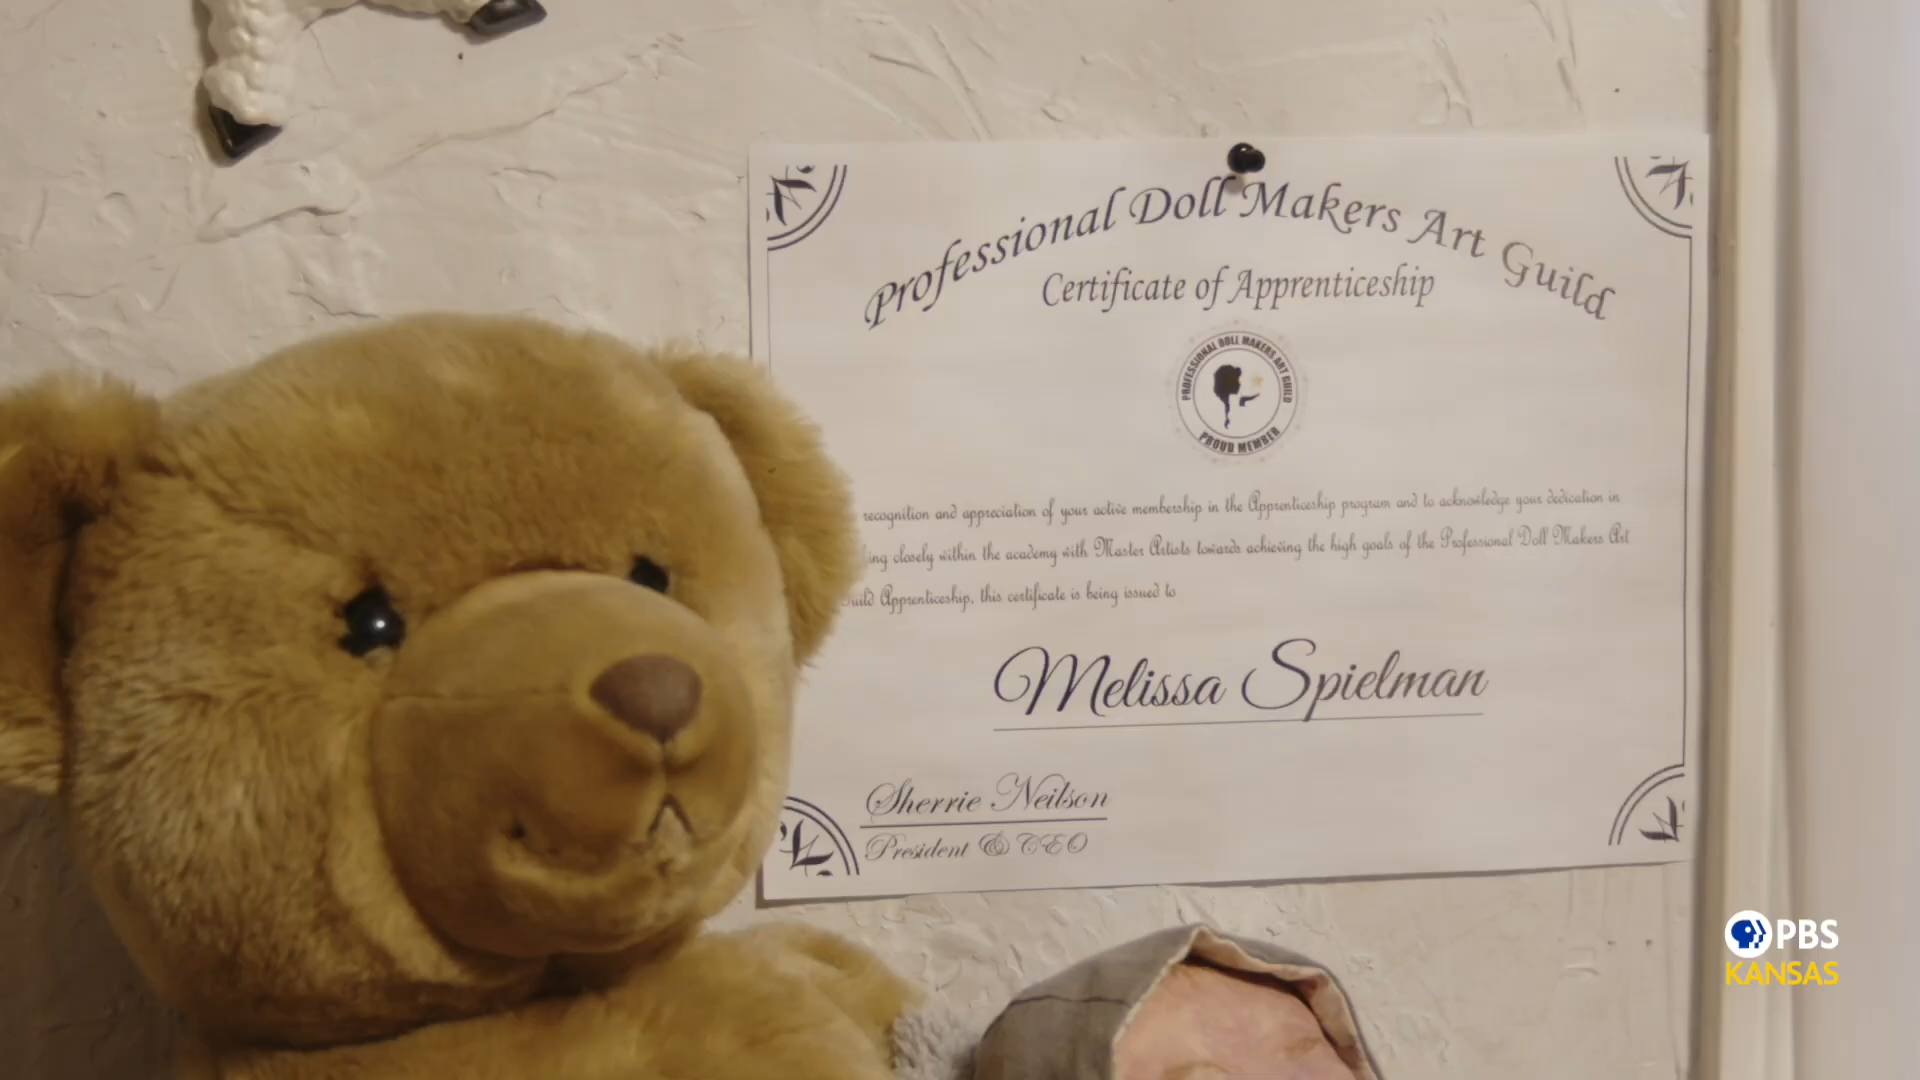 Professional Doll Makers Art Guild
Certificate of Apprenticeship
PROFESSIONAL DOLL MAKERS ART GUILD
PROUD MEMBER
recognition and appreciation of your active membership in the Apprenticeship program and to acknowledge your dedication in
closely within the academy with Master Artists towards achieving the high goals of the Professional Doll Makers Art
Apprenticeship, this certificate is being issued to
Melissa Spielman
Sherrie Neilson
President & CEO
PBS
KANSAS